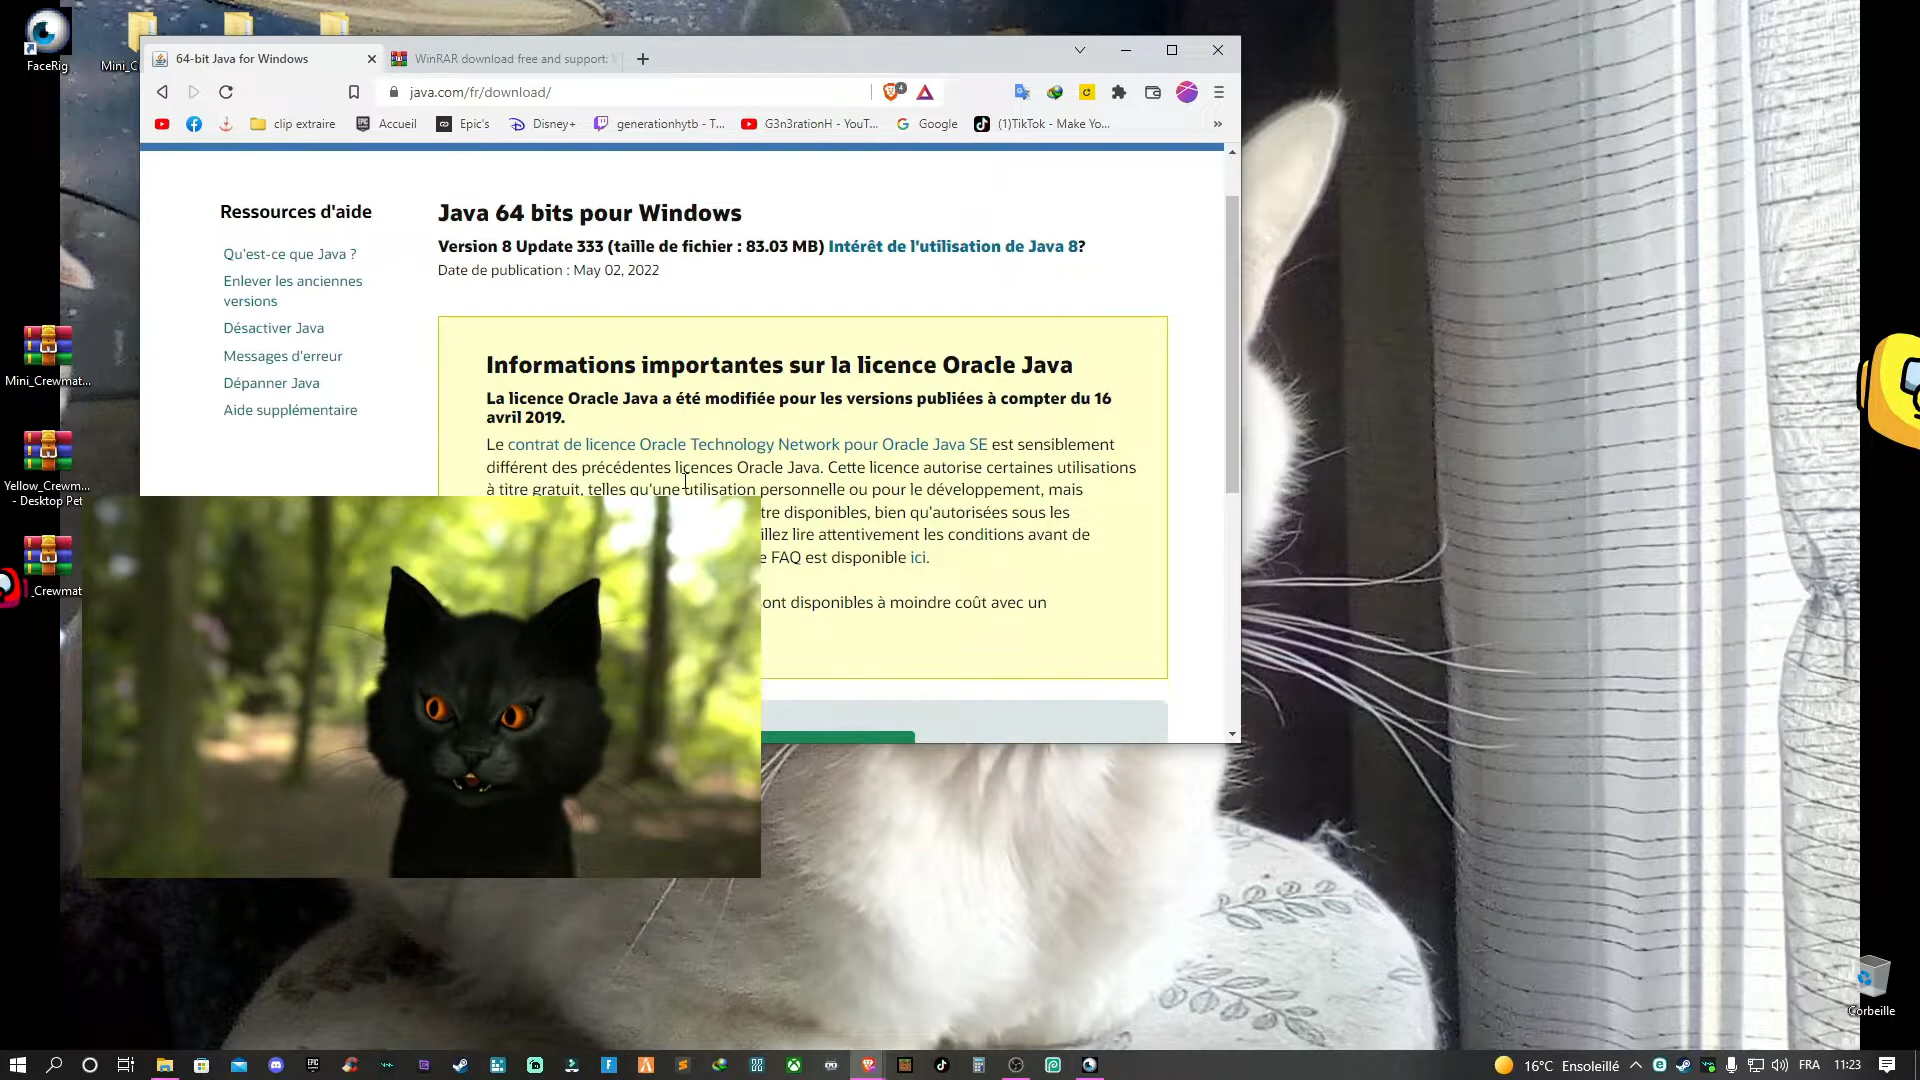 FaceRig
64-bit Java for Windows
WinRAR download free and support:
java.com/fr/download/
4
clip extraire
Accueil
Epic's
Disney+
generationhytb - T...
G3n3rationH - YouT...
Google
(1)TikTok - Make Yo...
Ressources d'aide
Qu'est-ce que Java ?
Enlever les anciennes
versions
Désactiver Java
Messages d'erreur
Dépanner Java
Aide supplémentaire
Java 64 bits pour Windows
Version 8 Update 333 (taille de fichier : 83.03 MB) Intérêt de l'utilisation de Java 8?
Date de publication : May 02, 2022
Informations importantes sur la licence Oracle Java
La licence Oracle Java a été modifiée pour les versions publiées à compter du 16
avril 2019.
Le contrat de licence Oracle Technology Network pour Oracle Java SE est sensiblement
différent des précédentes licences Oracle Java. Cette licence autorise certaines utilisations
à titre gratuit, telles qu'une utilisation personnelle ou pour le développement, mais
tre disponibles, bien qu'autorisées sous les
illez lire attentivement les conditions avant de
e FAQ est disponible ici.
ont disponibles à moindre coût avec un
Mini_C
Mini_Crewmat...
Yellow_Crewm...
- Desktop Pet
_Crewmat
Corbeille
EPIC
16°C Ensoleillé
FRA
11:23